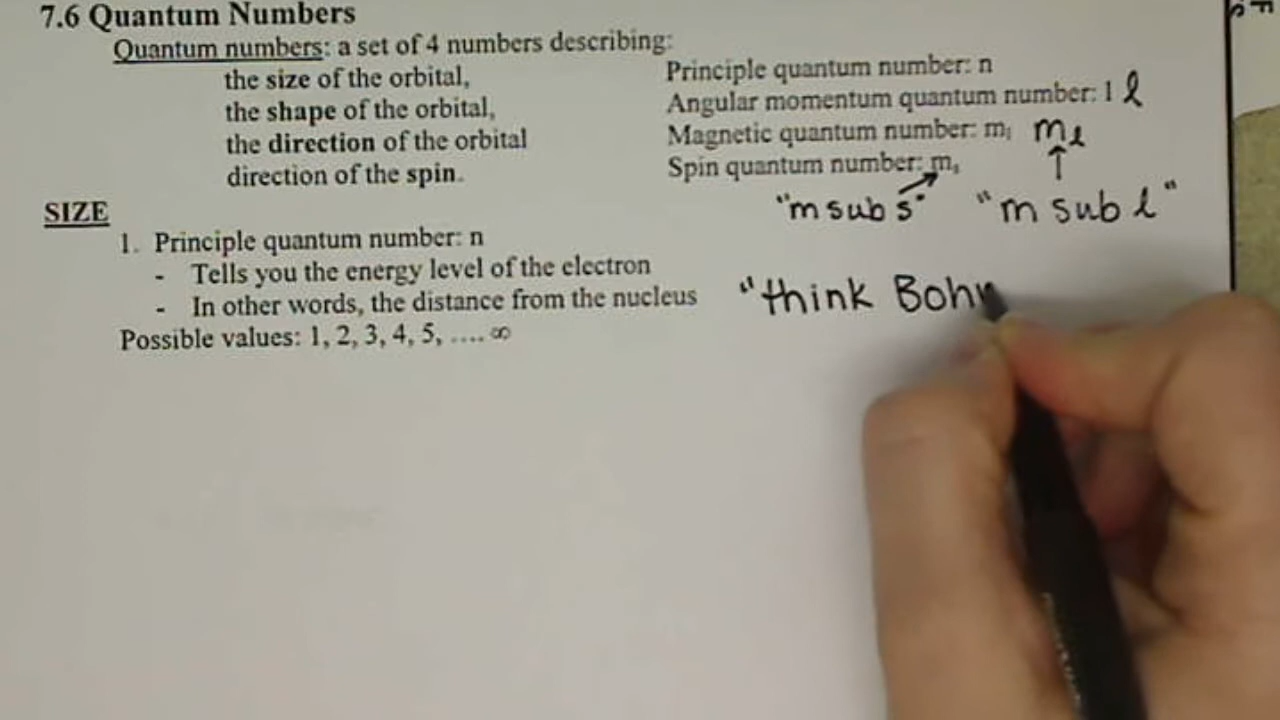 7.6 Quantum Numbers
Quantum numbers: a set of 4 numbers describing:
the size of the orbital,
the shape of the orbital,
the direction of the orbital
direction of the spin.
Principle quantum number: n
Angular momentum quantum number: l ℓ
Magnetic quantum number: mₗ mℓ
Spin quantum number: mₛ
"m sub s" "m sub ℓ"
SIZE
1. Principle quantum number: n
- Tells you the energy level of the electron
- In other words, the distance from the nucleus
"think Bohr
Possible values: 1, 2, 3, 4, 5, .... ∞